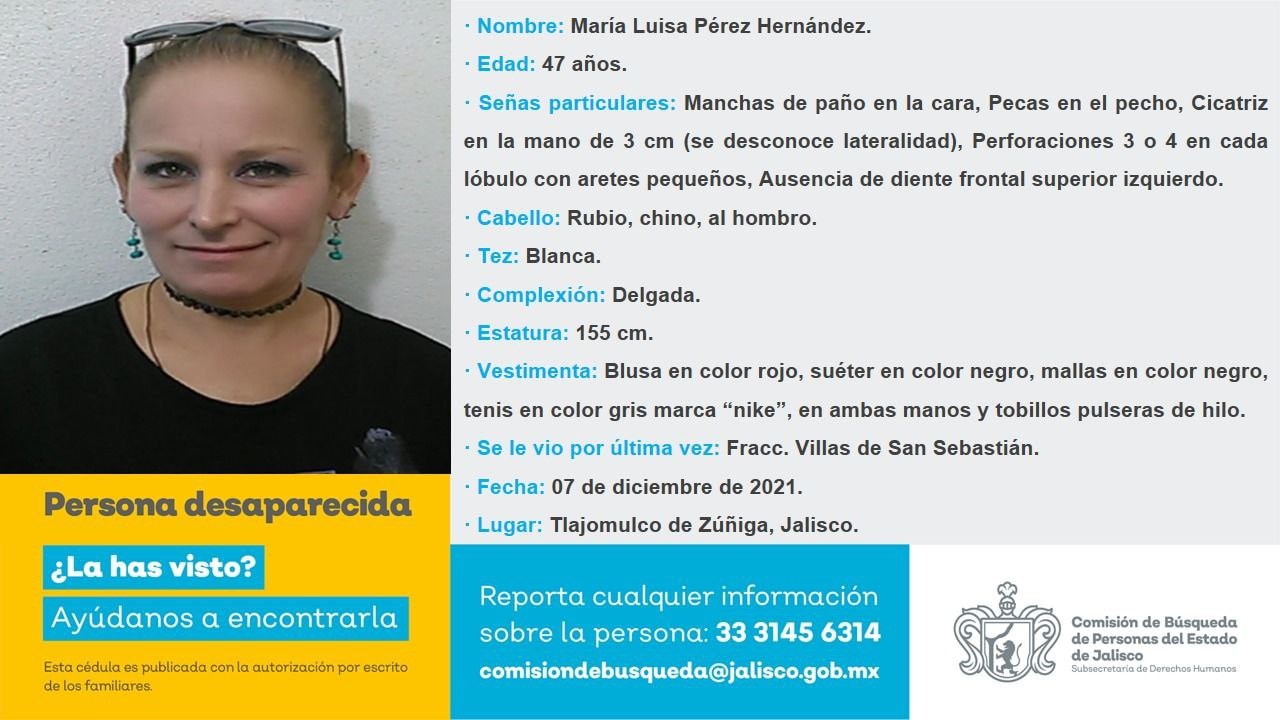 · Nombre: María Luisa Pérez Hernández.
· Edad: 47 años.
· Señas particulares: Manchas de paño en la cara, Pecas en el pecho, Cicatriz
en la mano de 3 cm (se desconoce lateralidad), Perforaciones 3 o 4 en cada
lóbulo con aretes pequeños, Ausencia de diente frontal superior izquierdo.
· Cabello: Rubio, chino, al hombro.
· Tez: Blanca.
· Complexión: Delgada.
· Estatura: 155 cm.
· Vestimenta: Blusa en color rojo, suéter en color negro, mallas en color negro,
tenis en color gris marca “nike”, en ambas manos y tobillos pulseras de hilo.
· Se le vio por última vez: Fracc. Villas de San Sebastián.
· Fecha: 07 de diciembre de 2021.
· Lugar: Tlajomulco de Zúñiga, Jalisco.
Persona desaparecida
¿La has visto?
Ayúdanos a encontrarla
Esta cédula es publicada con la autorización por escrito
de los familiares.
Reporta cualquier información
sobre la persona: 33 3145 6314
comisiondebusqueda@jalisco.gob.mx
Comisión de Búsqueda
de Personas del Estado
de Jalisco
Subsecretaría de Derechos Humanos